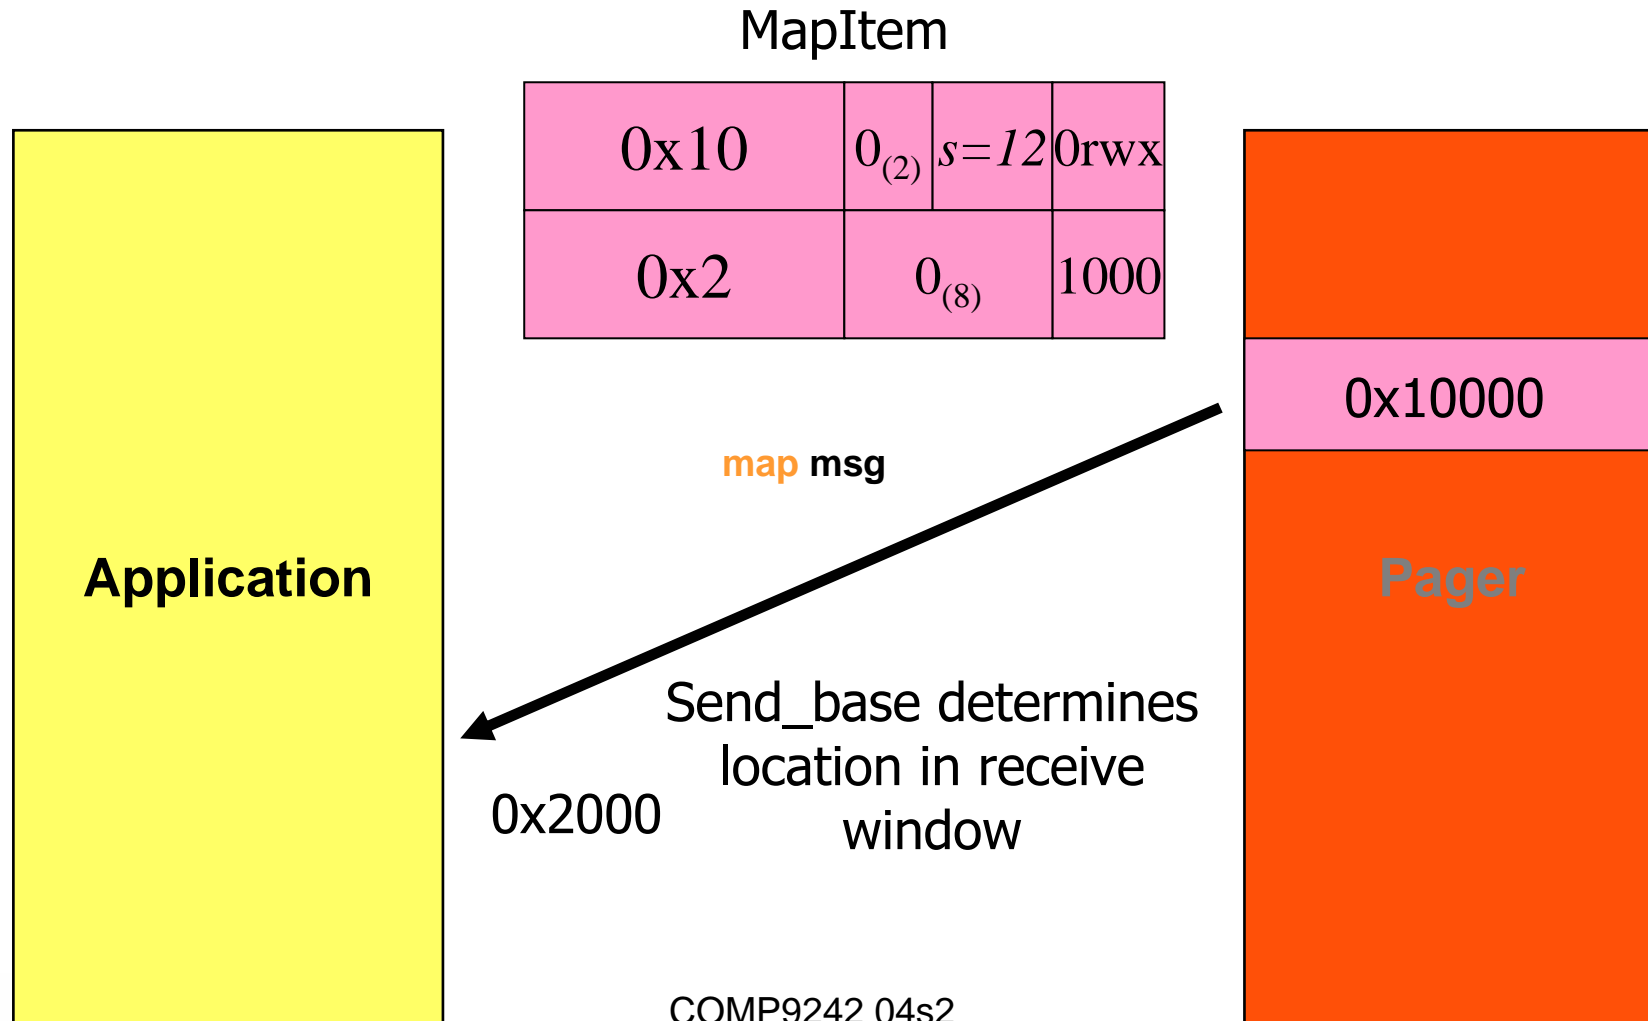 MapItem
0x10 0(2) s=12 0rwx
0x2 0(8) 1000
0x10000
map msg
Application
Pager
Send_base determines
location in receive
window
0x2000
COMP9242 04s2